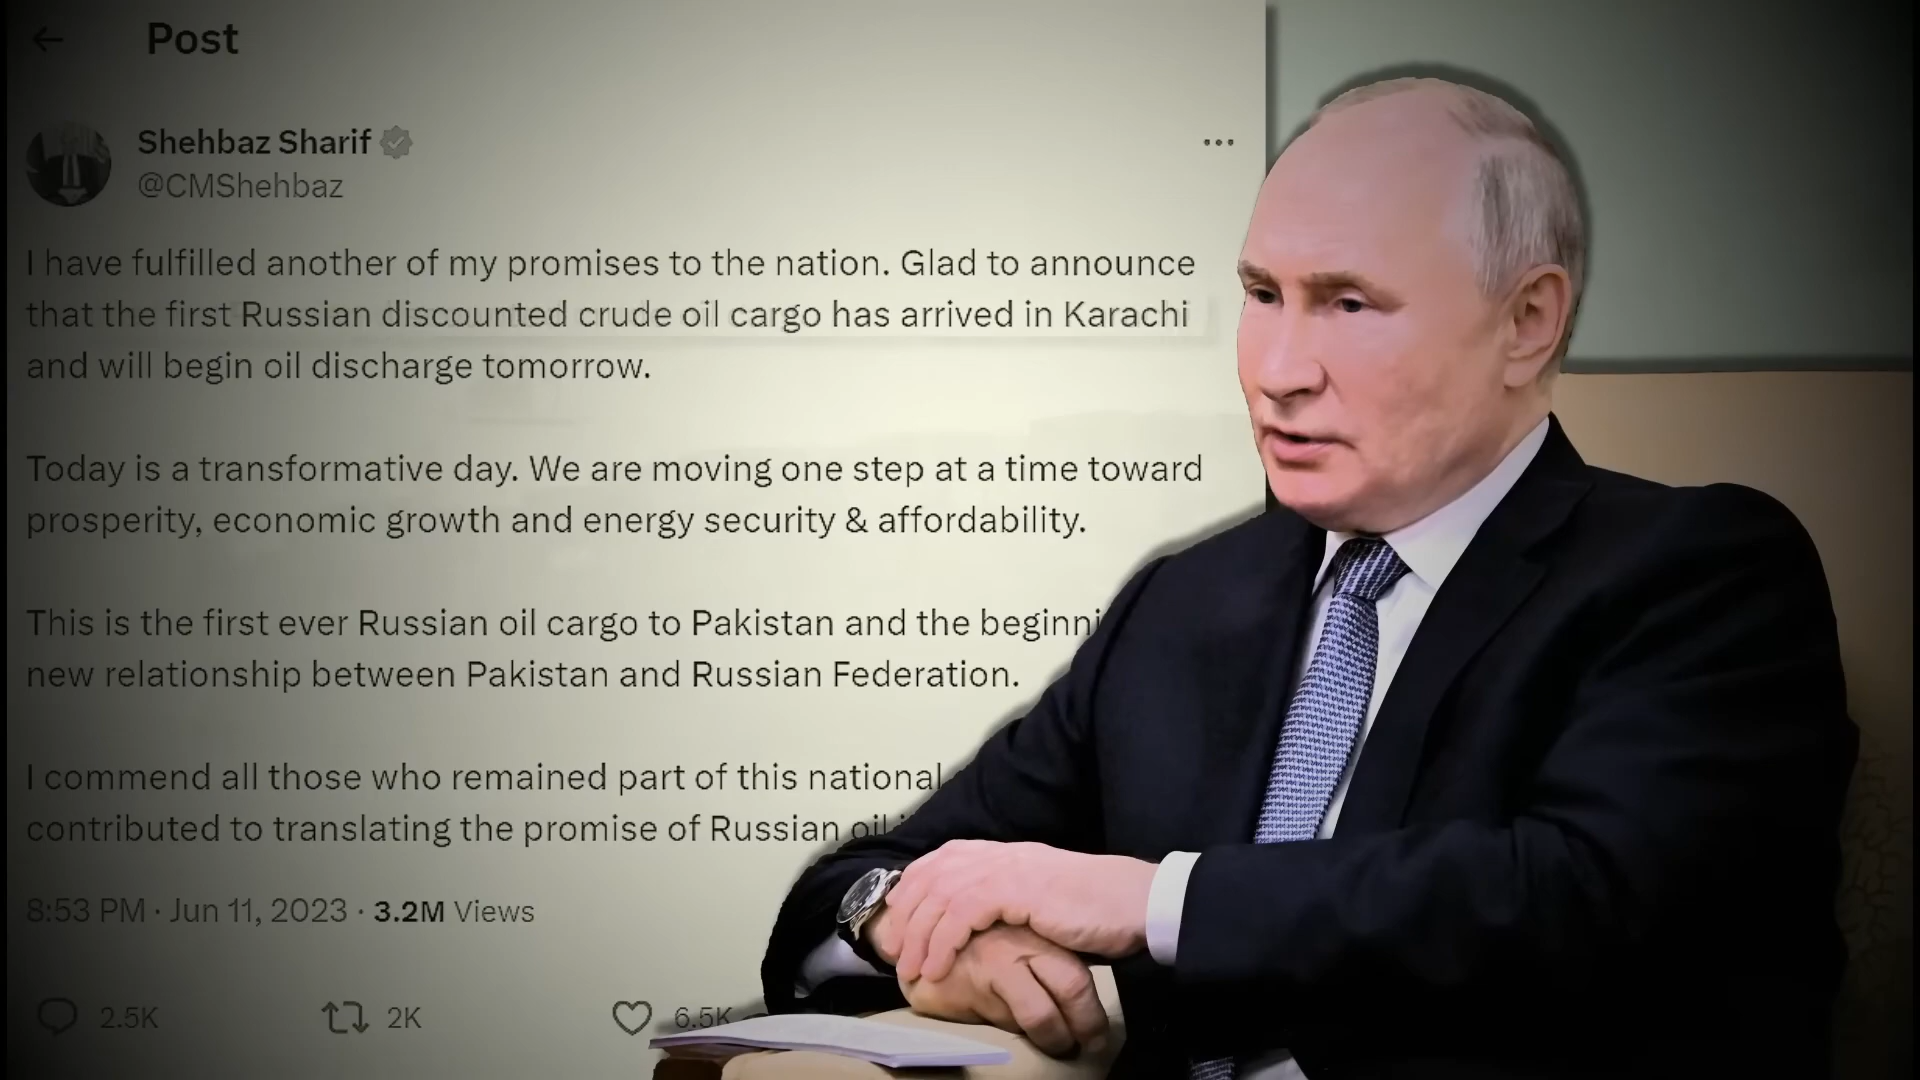 Post
Shehbaz Sharif
@CMShehbaz
I have fulfilled another of my promises to the nation. Glad to announce
that the first Russian discounted crude oil cargo has arrived in Karachi
and will begin oil discharge tomorrow.
Today is a transformative day. We are moving one step at a time toward
prosperity, economic growth and energy security & affordability.
This is the first ever Russian oil cargo to Pakistan and the
new relationship between Pakistan and Russian Federation.
I commend all those who remained part of this national
contributed to translating the promise of Russian oil
8:53 PM · Jun 11, 2023 · 3.2M Views
2.5K 2K 6.5K